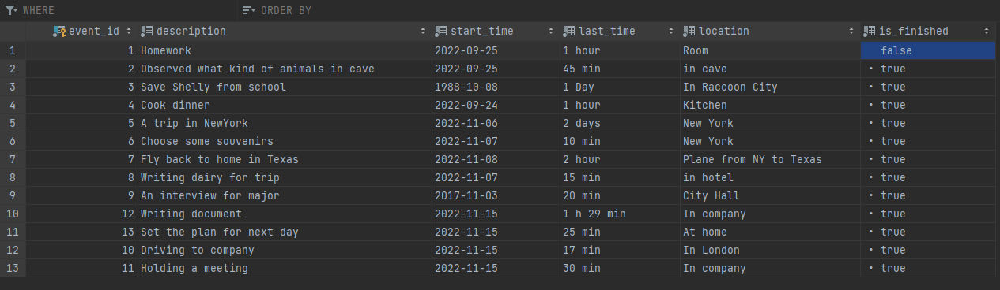 WHERE ORDER BY
event_id description start_time last_time location is_finished
1 1 Homework 2022-09-25 1 hour Room false
2 2 Observed what kind of animals in cave 2022-09-25 45 min in cave true
3 3 Save Shelly from school 1988-10-08 1 Day In Raccoon City true
4 4 Cook dinner 2022-09-24 1 hour Kitchen true
5 5 A trip in NewYork 2022-11-06 2 days New York true
6 6 Choose some souvenirs 2022-11-07 10 min New York true
7 7 Fly back to home in Texas 2022-11-08 2 hour Plane from NY to Texas true
8 8 Writing dairy for trip 2022-11-07 15 min in hotel true
9 9 An interview for major 2017-11-03 20 min City Hall true
10 12 Writing document 2022-11-15 1 h 29 min In company true
11 13 Set the plan for next day 2022-11-15 25 min At home true
12 10 Driving to company 2022-11-15 17 min In London true
13 11 Holding a meeting 2022-11-15 30 min In company true